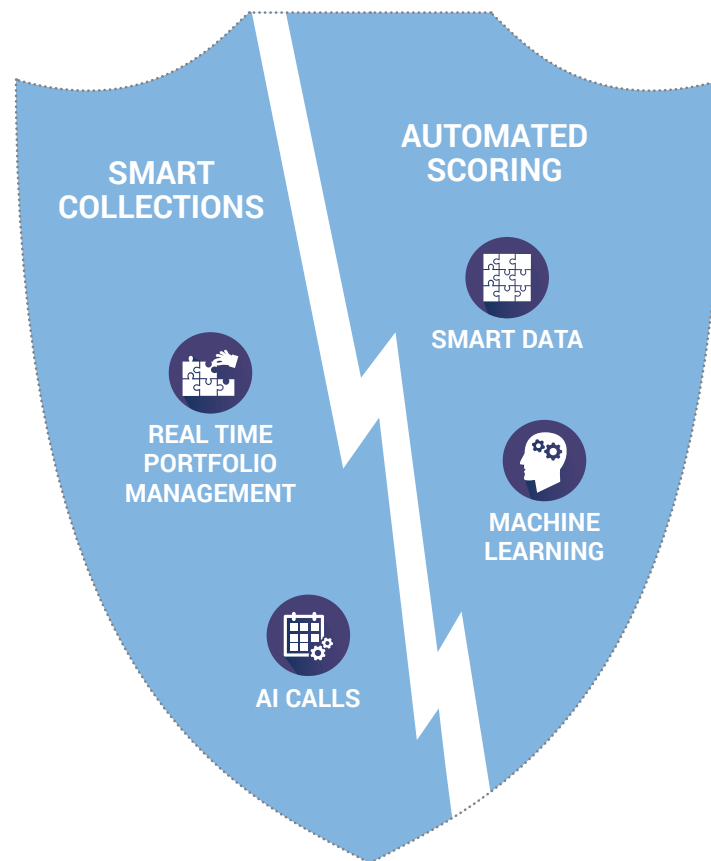 SMART
COLLECTIONS
REAL TIME
PORTFOLIO
MANAGEMENT
AI CALLS
AUTOMATED
SCORING
SMART DATA
MACHINE
LEARNING